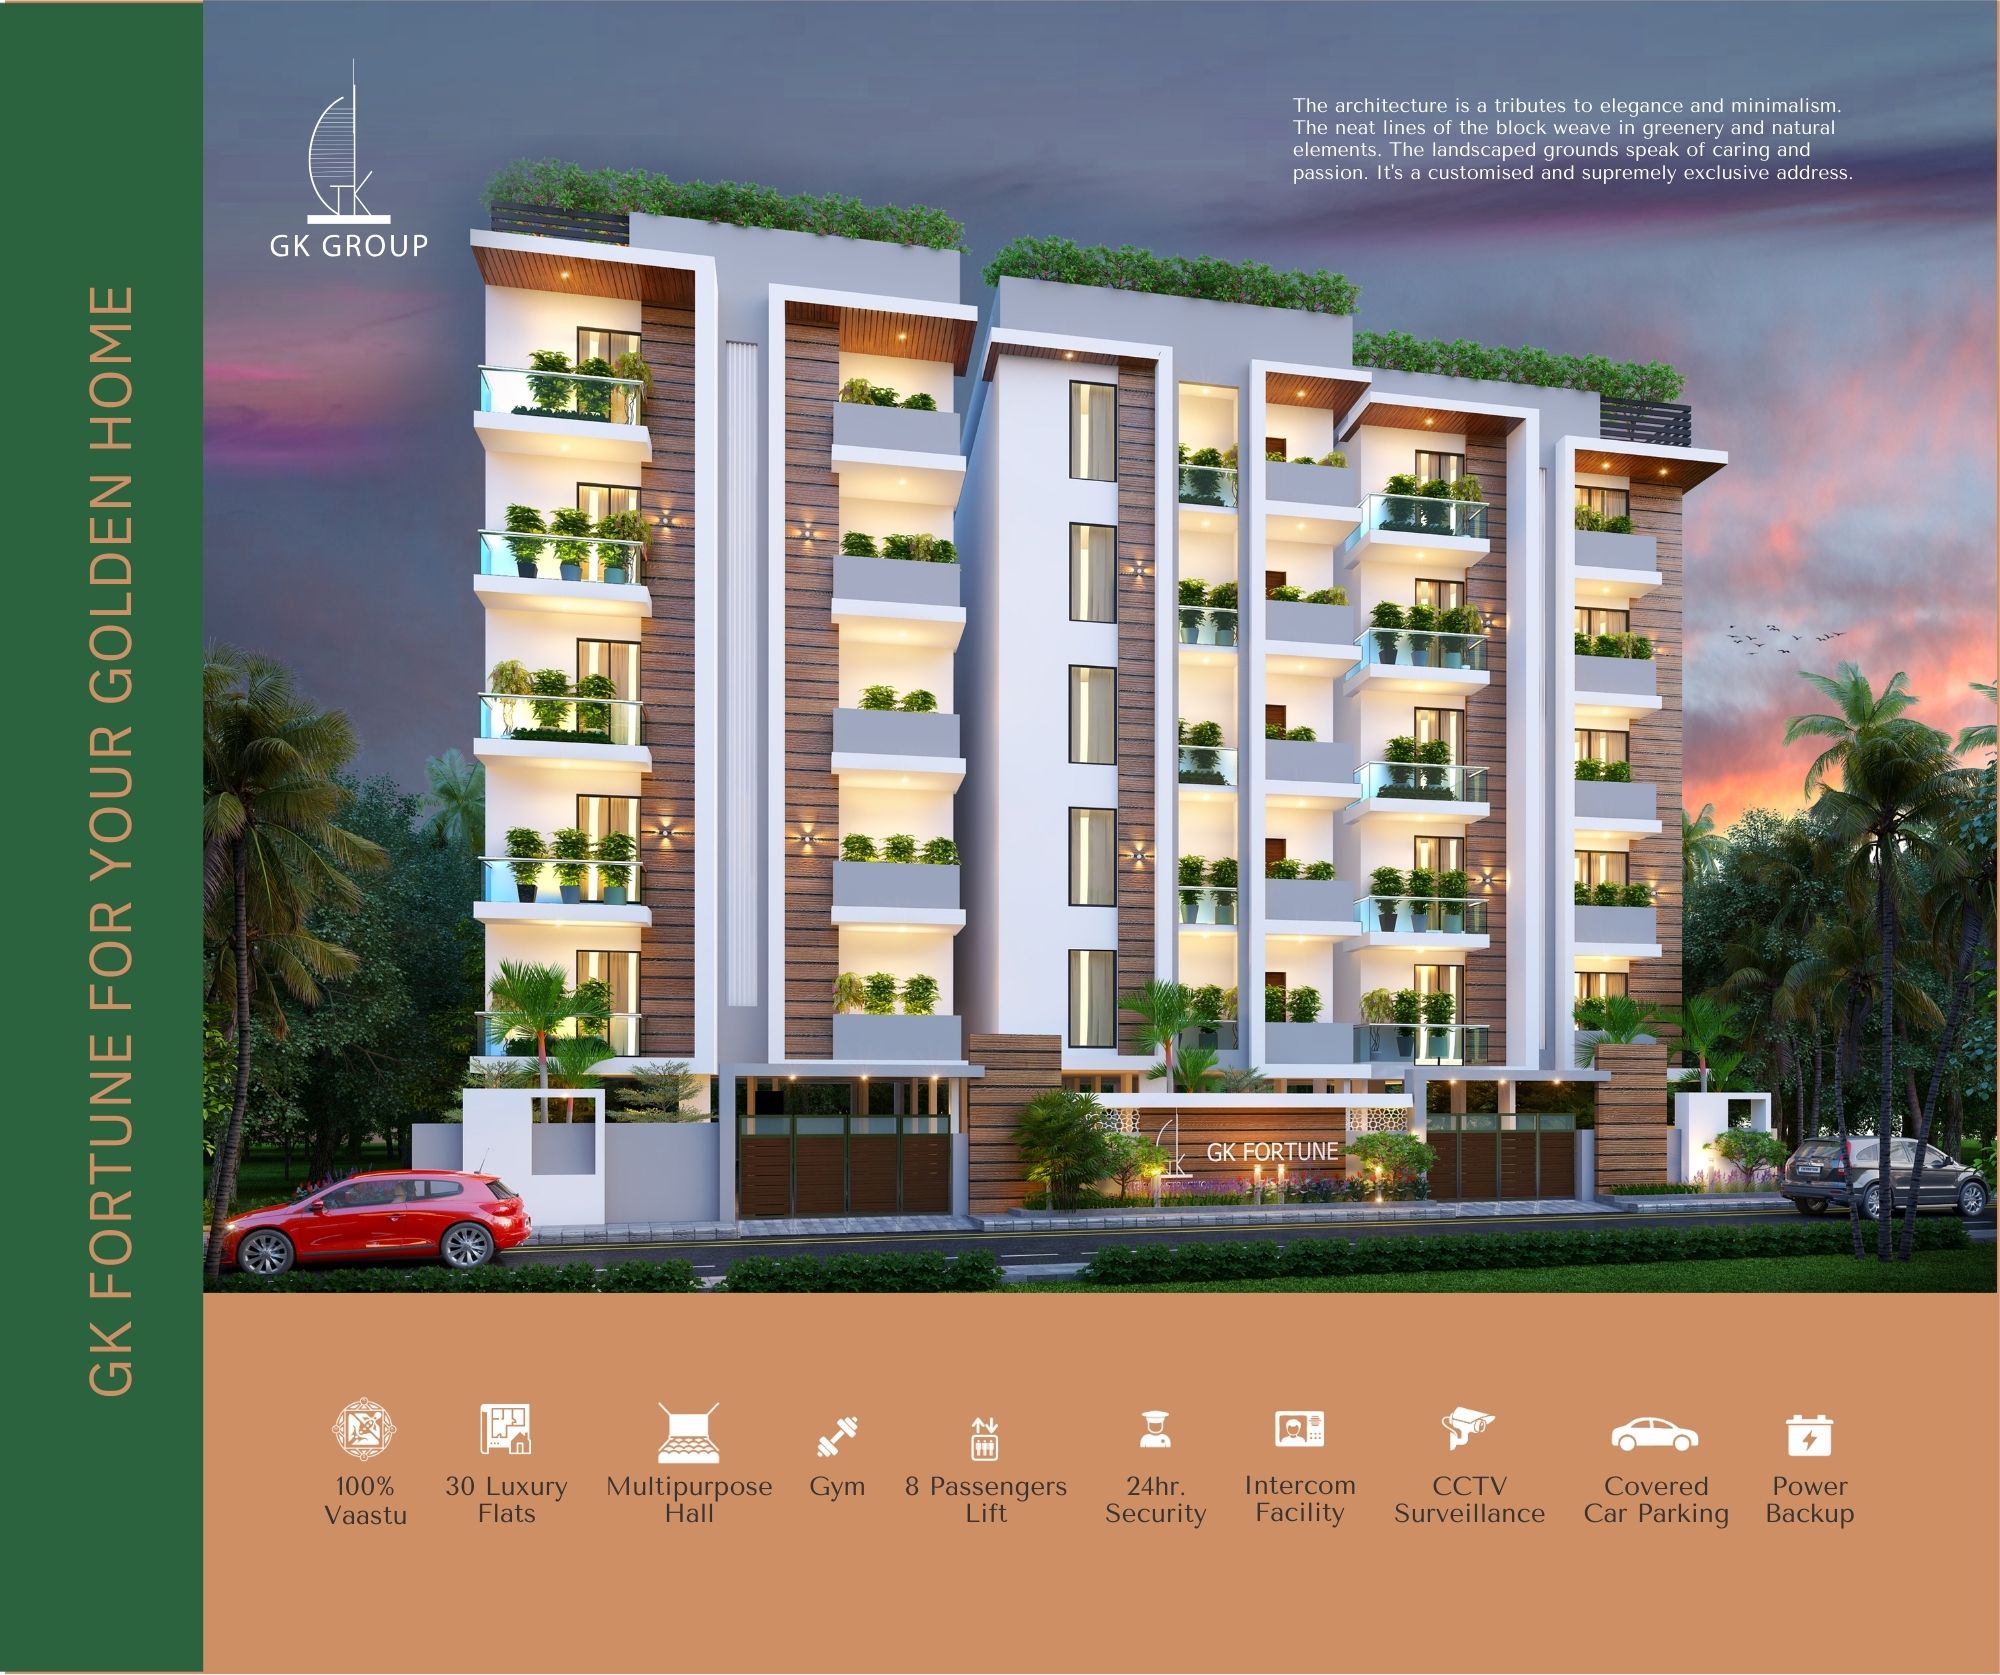 GK FORTUNE FOR YOUR GOLDEN HOME
GK
GK GROUP
The architecture is a tributes to elegance and minimalism.
The neat lines of the block weave in greenery and natural
elements. The landscaped grounds speak of caring and
passion. It's a customised and supremely exclusive address.
GK FORTUNE
100%
Vaastu
30 Luxury
Flats
Multipurpose
Hall
Gym
8 Passengers
Lift
24hr.
Security
Intercom
Facility
CCTV
Surveillance
Covered
Car Parking
Power
Backup